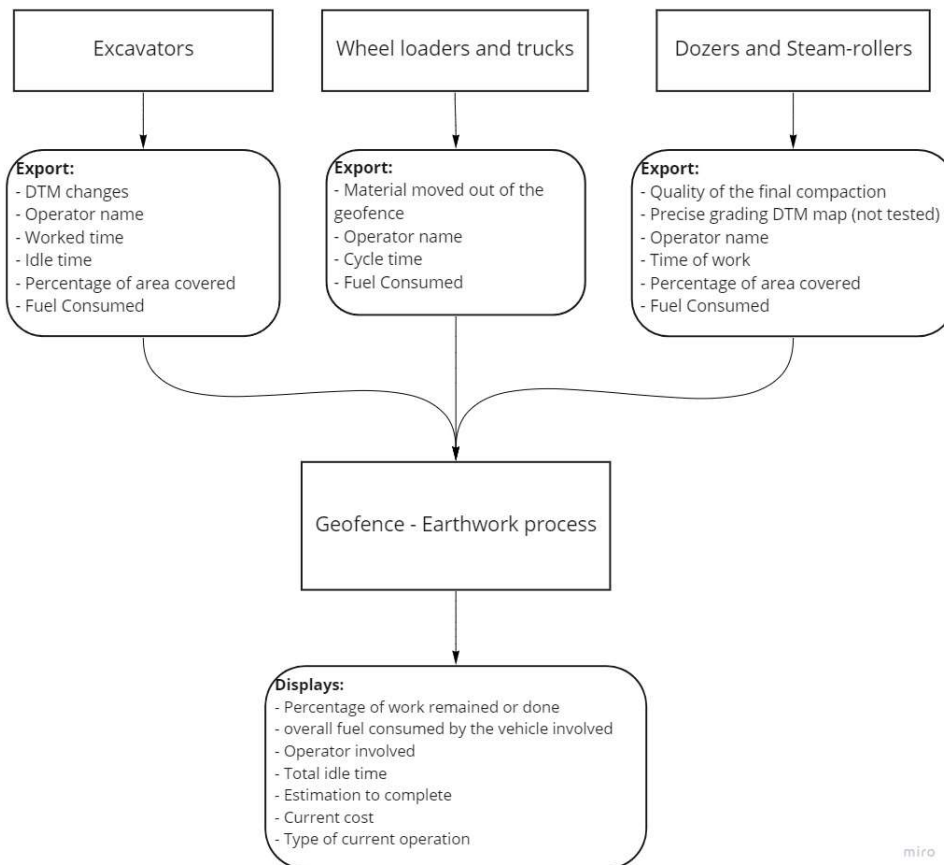 Excavators
Wheel loaders and trucks
Dozers and Steam-rollers
Export:
- DTM changes
- Operator name
- Worked time
- Idle time
- Percentage of area covered
- Fuel Consumed
Export:
- Material moved out of the
geofence
- Operator name
- Cycle time
- Fuel Consumed
Export:
- Quality of the final compaction
- Precise grading DTM map (not tested)
- Operator name
- Time of work
- Percentage of area covered
- Fuel Consumed
Geofence - Earthwork process
Displays:
- Percentage of work remained or done
- overall fuel consumed by the vehicle involved
- Operator involved
- Total idle time
- Estimation to complete
- Current cost
- Type of current operation
miro